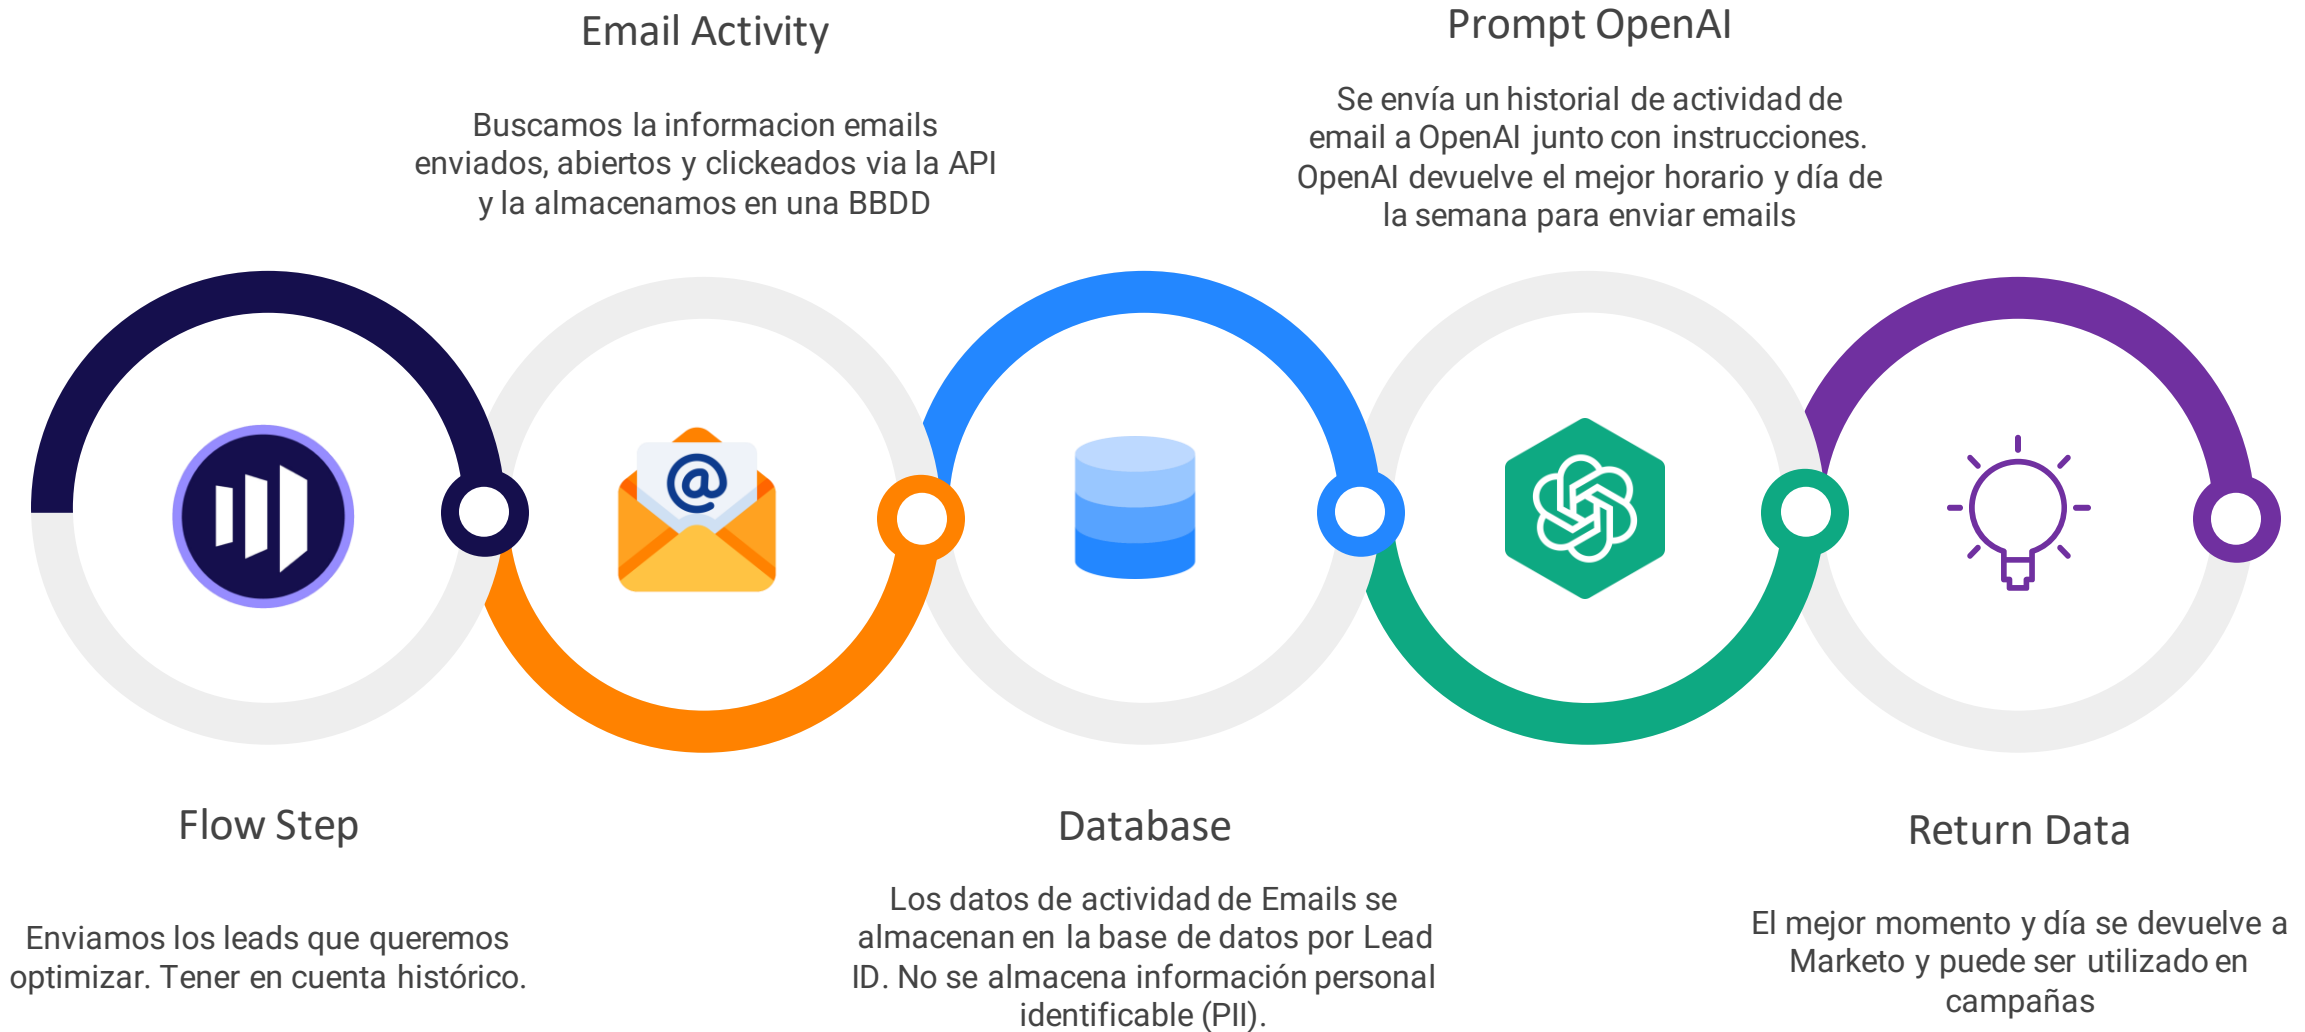 Email Activity
Buscamos la informacion emails
enviados, abiertos y clickeados via la API
y la almacenamos en una BBDD
Prompt OpenAI
Se envía un historial de actividad de
email a OpenAI junto con instrucciones.
OpenAI devuelve el mejor horario y día de
la semana para enviar emails
@
Flow Step
Enviamos los leads que queremos
optimizar. Tener en cuenta histórico.
Database
Los datos de actividad de Emails se
almacenan en la base de datos por Lead
ID. No se almacena información personal
identificable (PII).
Return Data
El mejor momento y día se devuelve a
Marketo y puede ser utilizado en
campañas